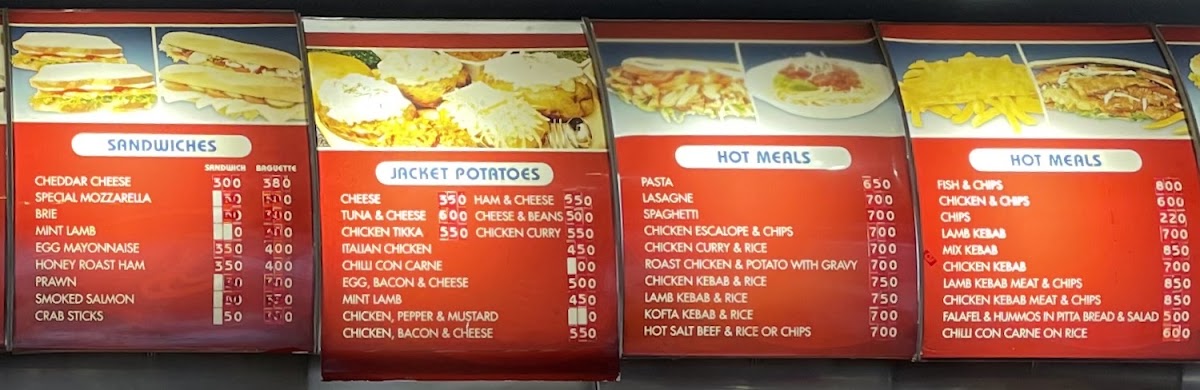 SANDWICHES
SANDWICH BAGUETTE
CHEDDAR CHEESE 300 380
SPECIAL MOZZARELLA
BRIE
MINT LAMB
EGG MAYONNAISE 350 400
HONEY ROAST HAM 350 400
PRAWN
SMOKED SALMON
CRAB STICKS
JACKET POTATOES
CHEESE 350 HAM & CHEESE 550
TUNA & CHEESE 600 CHEESE & BEANS 500
CHICKEN TIKKA 550 CHICKEN CURRY 550
ITALIAN CHICKEN 450
CHILLI CON CARNE
EGG, BACON & CHEESE 500
MINT LAMB 450
CHICKEN, PEPPER & MUSTARD
CHICKEN, BACON & CHEESE 550
HOT MEALS
PASTA 650
LASAGNE 700
SPAGHETTI 700
CHICKEN ESCALOPE & CHIPS 700
CHICKEN CURRY & RICE 700
ROAST CHICKEN & POTATO WITH GRAVY 700
CHICKEN KEBAB & RICE 750
LAMB KEBAB & RICE 750
KOFTA KEBAB & RICE 700
HOT SALT BEEF & RICE OR CHIPS 700
HOT MEALS
FISH & CHIPS 800
CHICKEN & CHIPS 600
CHIPS 220
LAMB KEBAB 700
MIX KEBAB 850
CHICKEN KEBAB 700
LAMB KEBAB MEAT & CHIPS 850
CHICKEN KEBAB MEAT & CHIPS 850
FALAFEL & HUMMOS IN PITTA BREAD & SALAD 500
CHILLI CON CARNE ON RICE 600